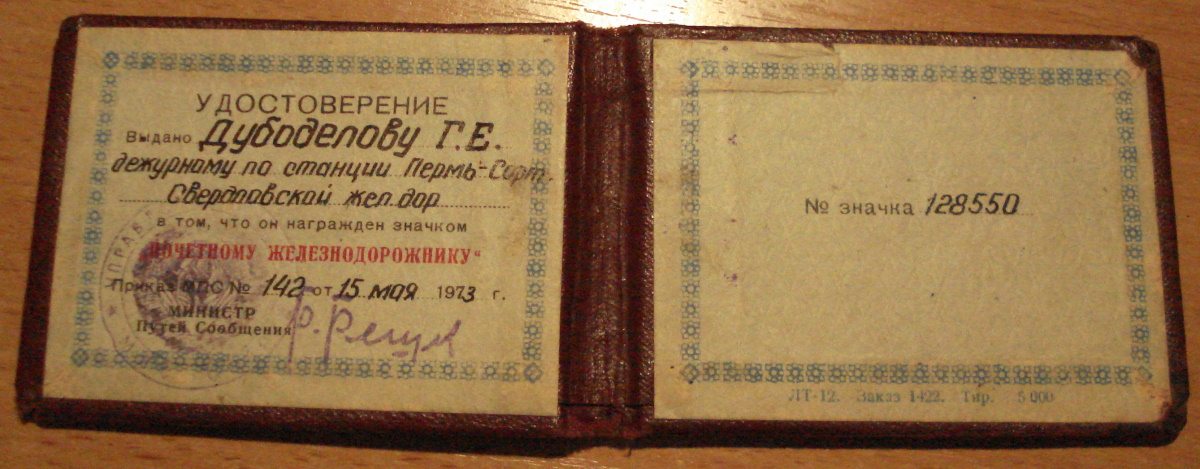 УДОСТОВЕРЕНИЕ
Выдано Дубоделову Г.Е.
дежурному по станции Пермь-Сорт.
Свердловской жел дор
в том, что он награжден значком
„ПОЧЕТНОМУ ЖЕЛЕЗНОДОРОЖНИКУ“
Приказ МПС № 142 от 15 мая 1973 г.
МИНИСТР
Путей Сообщения
№ значка 128550
ЛТ-12. Заказ 1422. Тир. 5 000